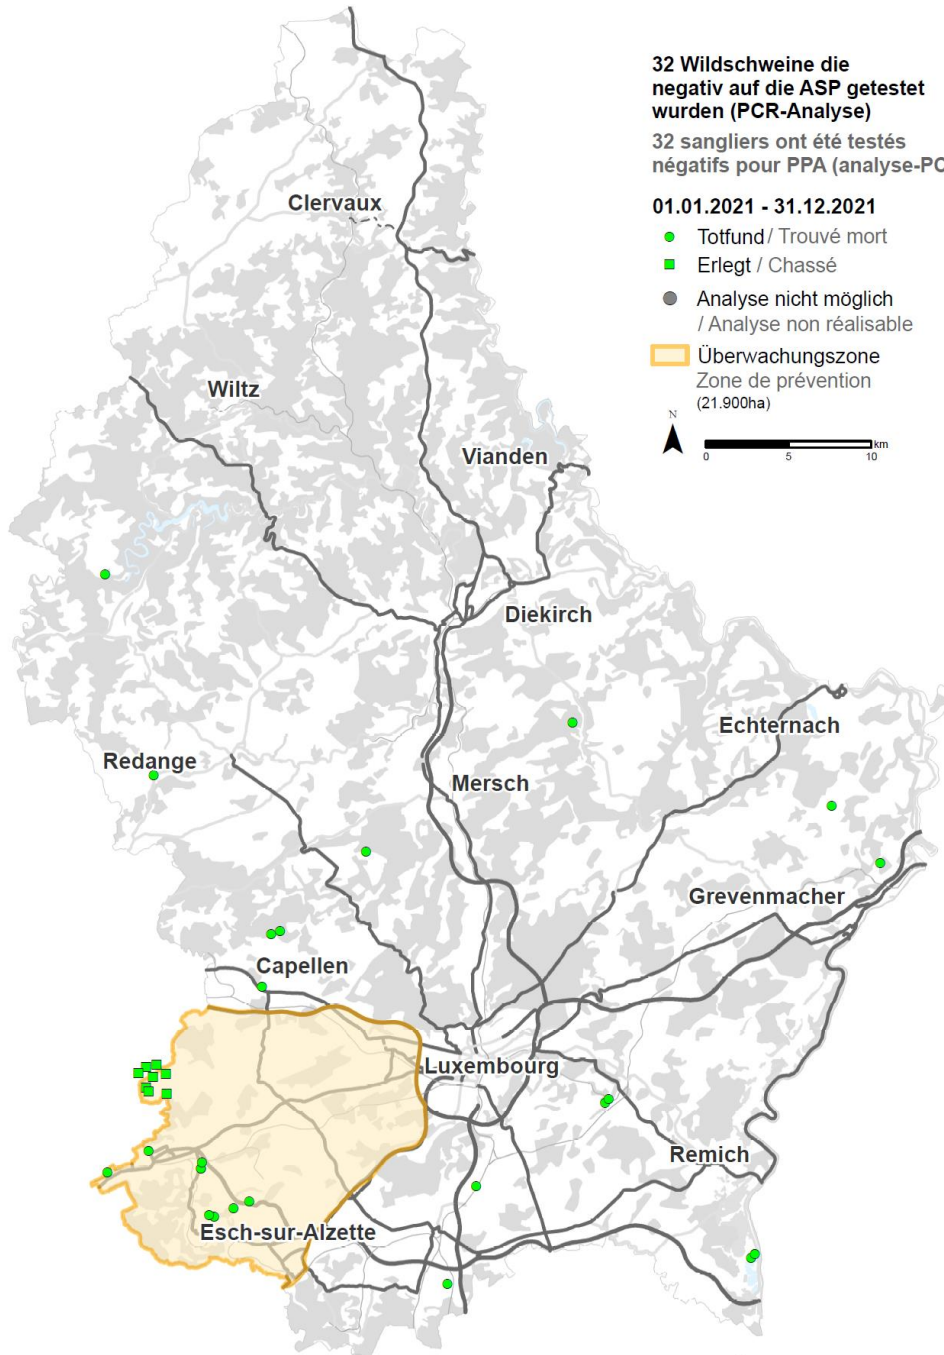 32 Wildschweine die
negativ auf die ASP getestet
wurden (PCR-Analyse)
32 sangliers ont été testés
négatifs pour PPA (analyse-PC
01.01.2021 - 31.12.2021
Totfund / Trouvé mort
Erlegt / Chassé
Analyse nicht möglich
/ Analyse non réalisable
Überwachungszone
Zone de prévention
(21.900ha)
N
km
0 5 10
Clervaux
Wiltz
Vianden
Diekirch
Echternach
Redange
Mersch
Grevenmacher
Capellen
Luxembourg
Remich
Esch-sur-Alzette